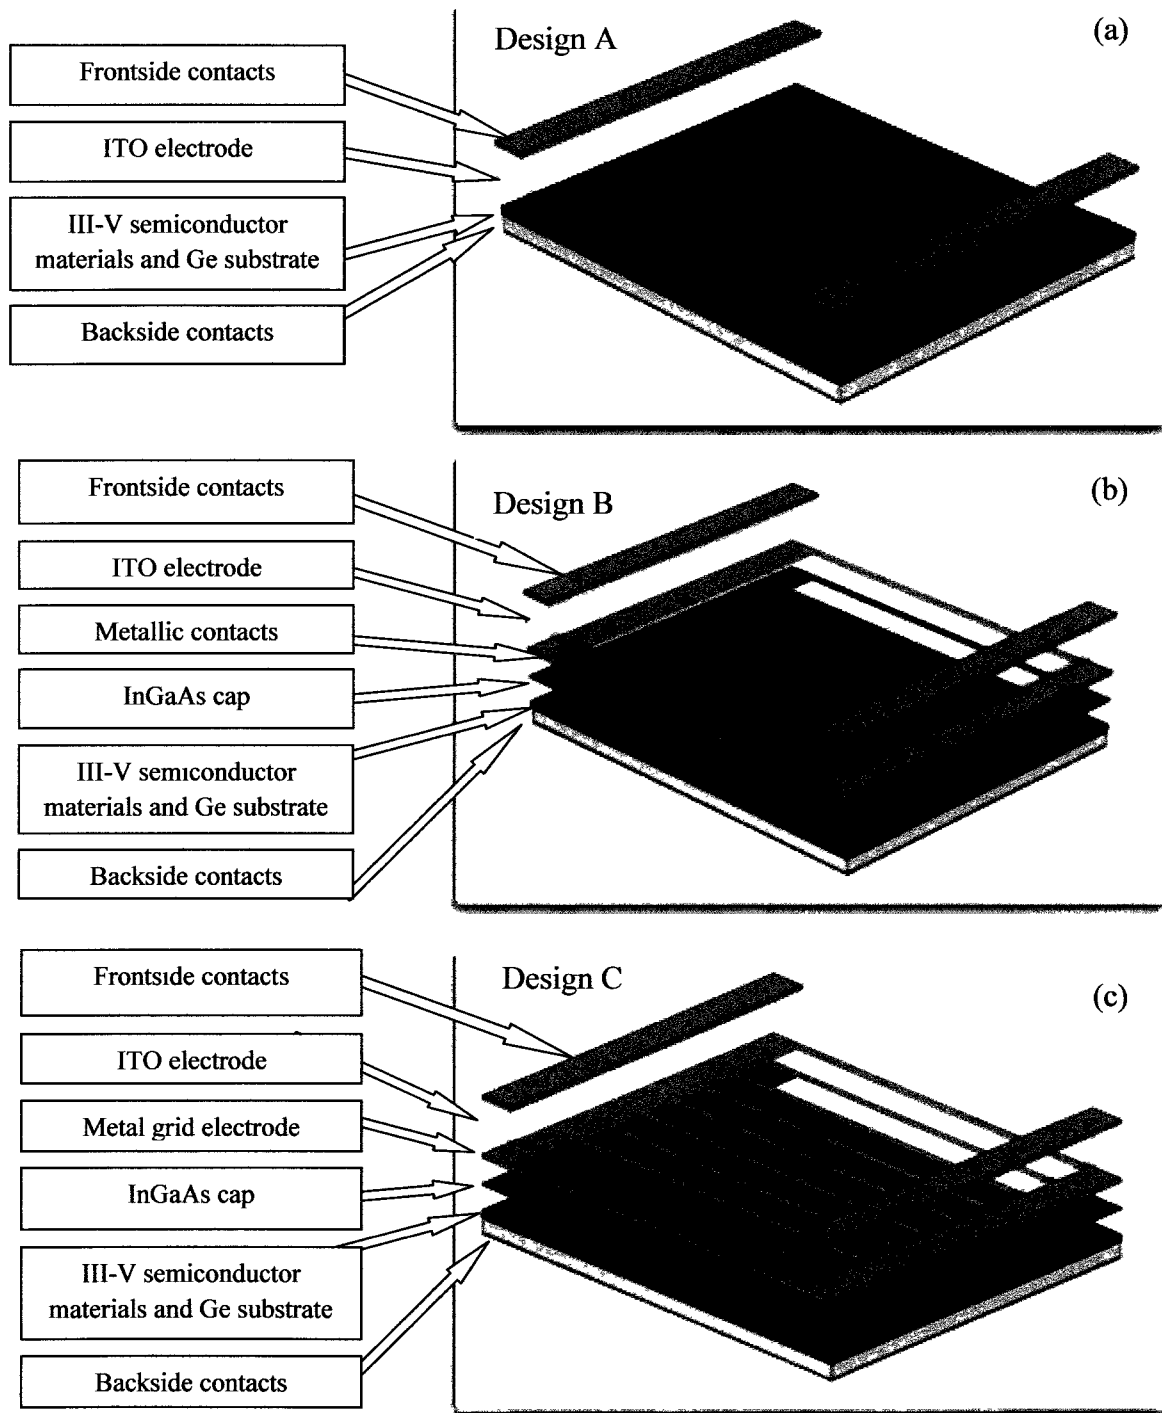 Design A
(a)
Frontside contacts
ITO electrode
III-V semiconductor
materials and Ge substrate
Backside contacts
Design B
(b)
Frontside contacts
ITO electrode
Metallic contacts
InGaAs cap
III-V semiconductor
materials and Ge substrate
Backside contacts
Design C
(c)
Frontside contacts
ITO electrode
Metal grid electrode
InGaAs cap
III-V semiconductor
materials and Ge substrate
Backside contacts